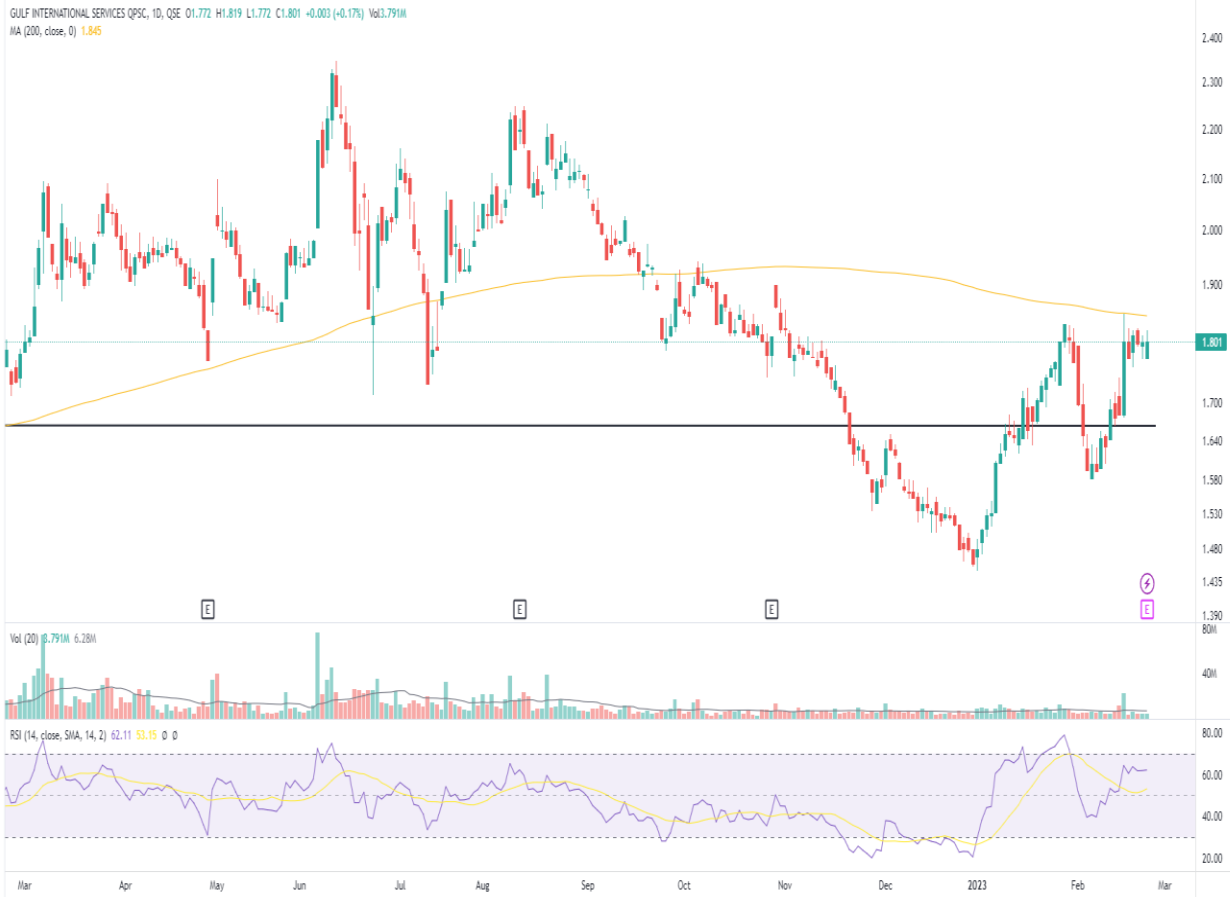 GULF INTERNATIONAL SERVICES QPSC, 1D, QSE O1.772 H1.819 L1.772 C1.801 +0.003 (+0.17%) Vol3.791M
MA (200, close, 0) 1.845
2.400
2.300
2.200
2.100
2.000
1.900
1.801
1.700
1.640
1.580
1.530
1.480
1.435
1.390
E E E E
Vol (20) 3.791M 6.28M
80M
40M
RSI (14, close, SMA, 14, 2) 62.11 53.15 Ø Ø
80.00
60.00
40.00
20.00
Mar Apr May Jun Jul Aug Sep Oct Nov Dec 2023 Feb Mar